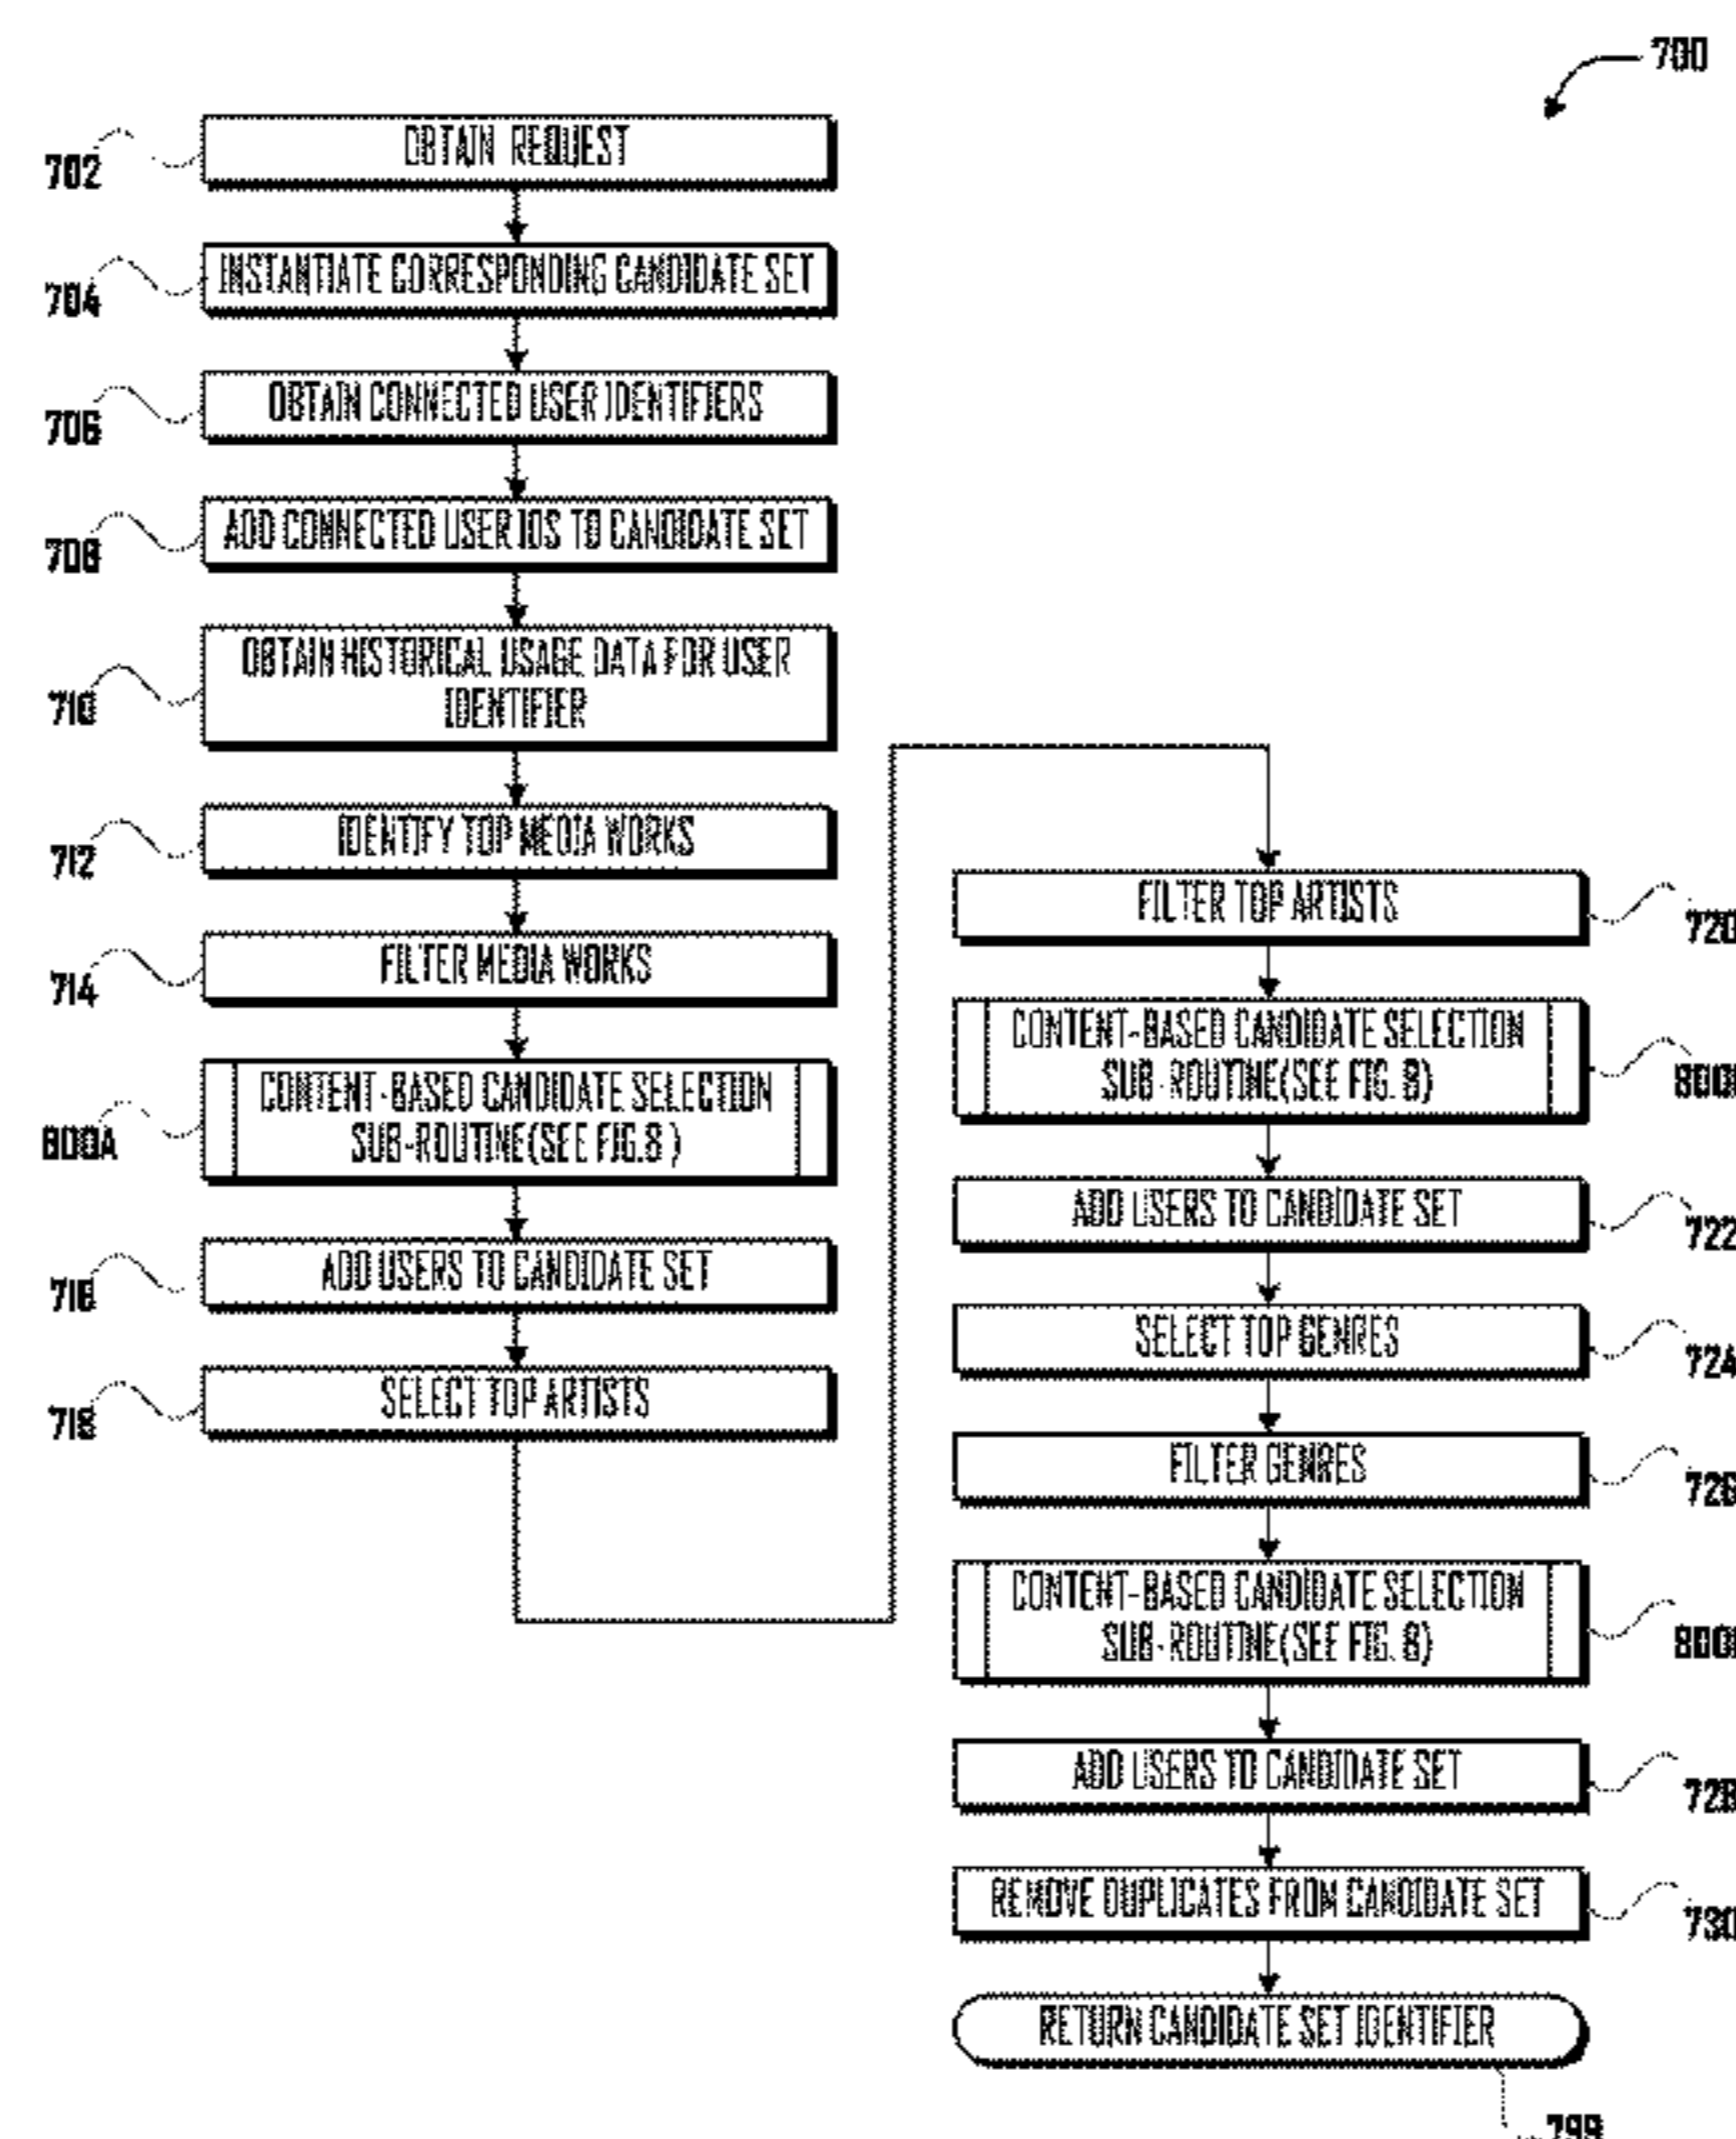 700
702
OBTAIN REQUEST
704
INSTANTIATE CORRESPONDING CANDIDATE SET
706
OBTAIN CONNECTED USER IDENTIFIERS
708
ADD CONNECTED USER IDS TO CANDIDATE SET
710
OBTAIN HISTORICAL USAGE DATA FOR USER
IDENTIFIER
712
IDENTIFY TOP MEDIA WORKS
714
FILTER MEDIA WORKS
800A
CONTENT-BASED CANDIDATE SELECTION
SUB-ROUTINE(SEE FIG.8 )
716
ADD USERS TO CANDIDATE SET
718
SELECT TOP ARTISTS
FILTER TOP ARTISTS
720
CONTENT-BASED CANDIDATE SELECTION
SUB-ROUTINE(SEE FIG. 8)
ADD USERS TO CANDIDATE SET
722
SELECT TOP GENRES
724
FILTER GENRES
726
CONTENT-BASED CANDIDATE SELECTION
SUB-ROUTINE(SEE FIG. 8)
ADD USERS TO CANDIDATE SET
728
REMOVE DUPLICATES FROM CANDIDATE SET
730
RETURN CANDIDATE SET IDENTIFIER
799